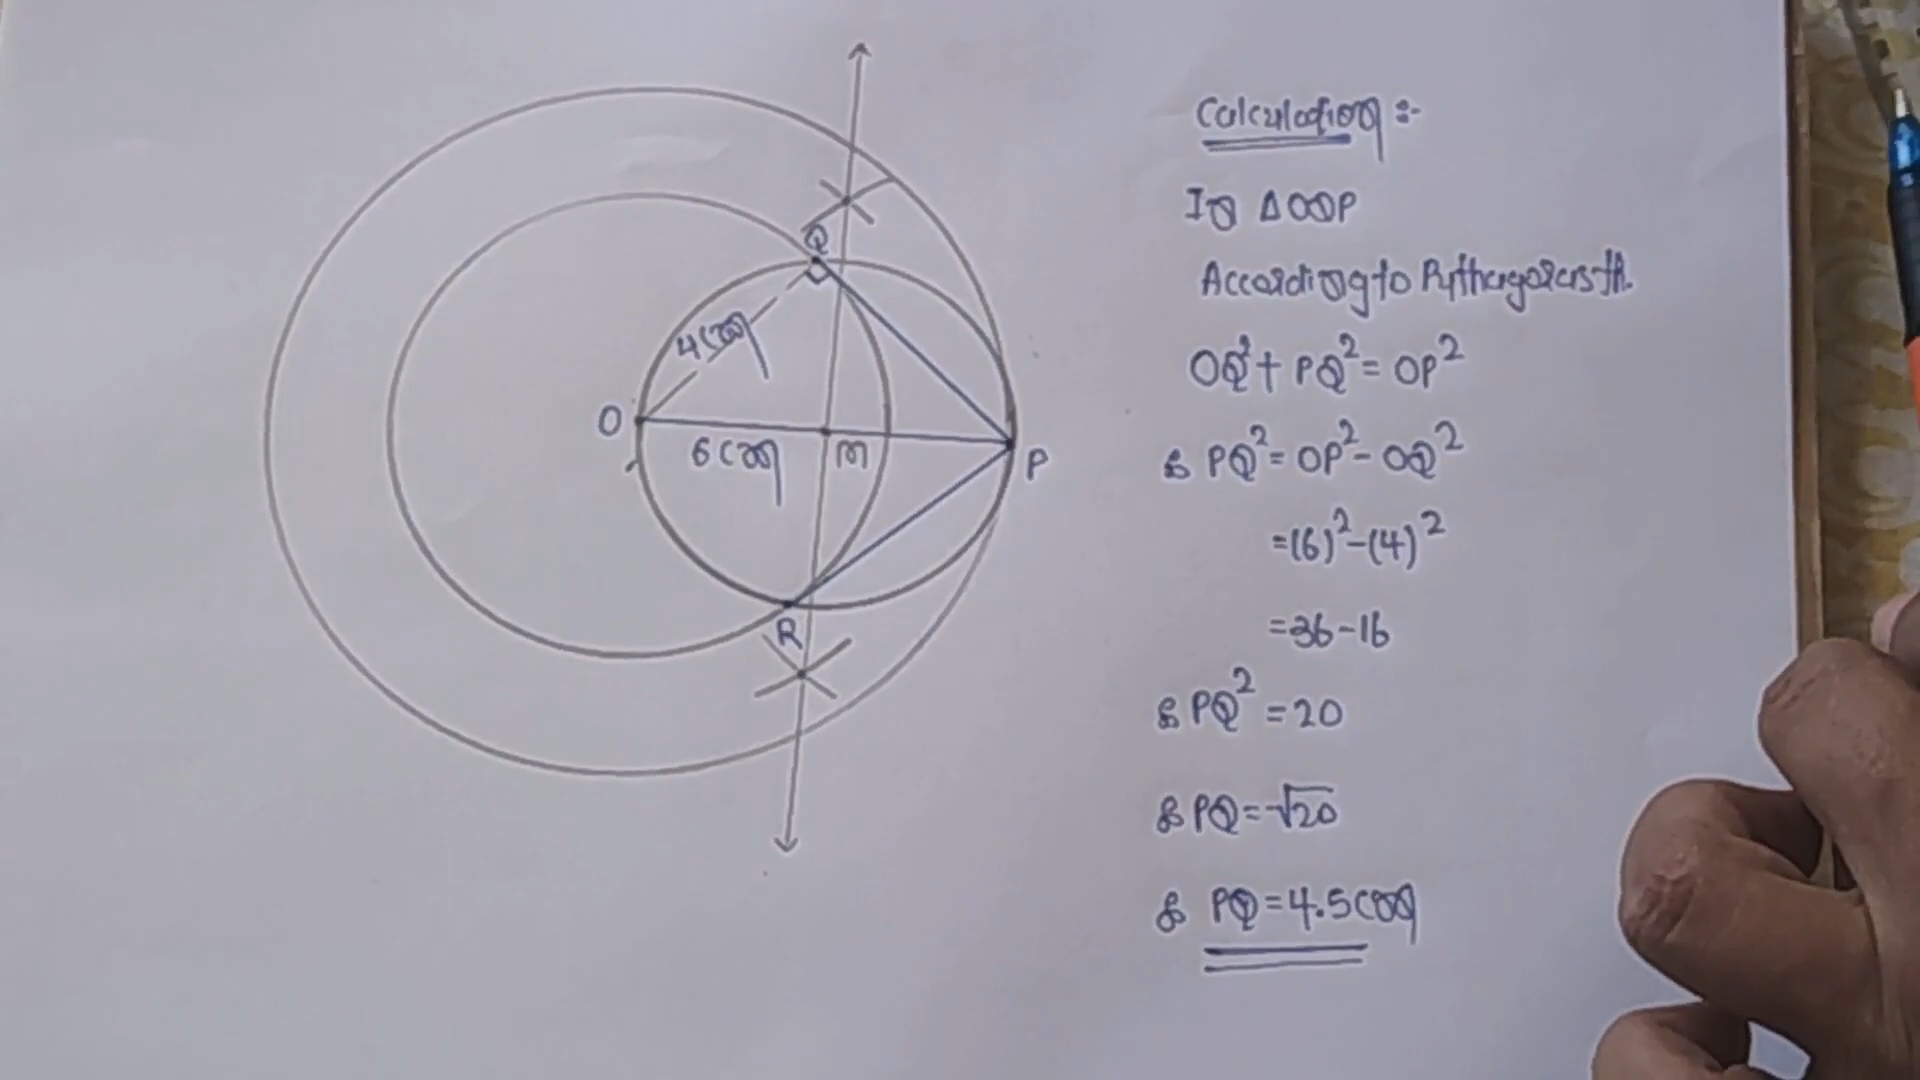 Q
4cm
O
6cm
M
P
R
Calculation :-
In ΔOQP
According to Pythagoras th.
OQ²+ PQ² = OP²
∴ PQ² = OP² - OQ²
=(6)²-(4)²
=36-16
∴ PQ² = 20
∴ PQ = √20
∴ PQ = 4.5cm